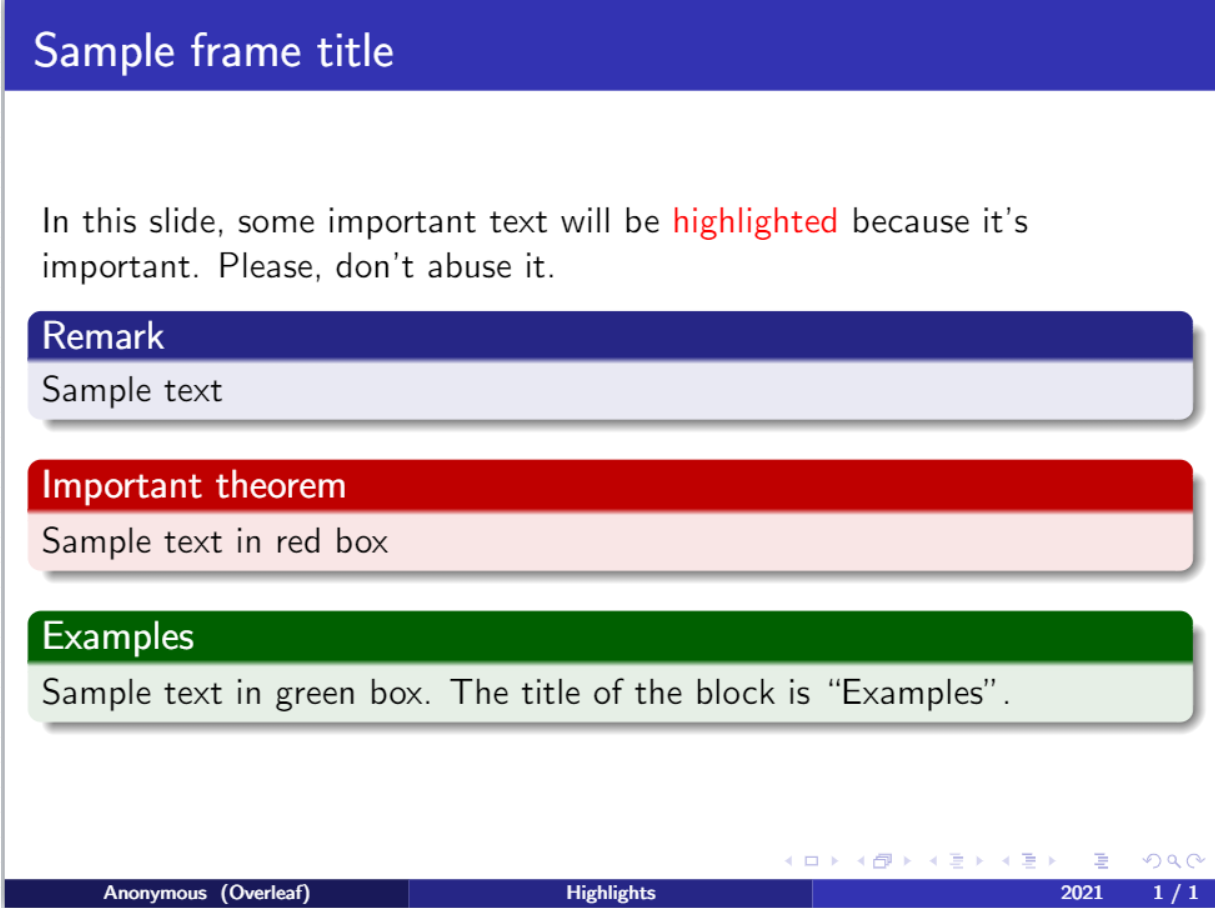 Sample frame title
In this slide, some important text will be highlighted because it's
important. Please, don't abuse it.
Remark
Sample text
Important theorem
Sample text in red box
Examples
Sample text in green box. The title of the block is “Examples”.
Anonymous (Overleaf) Highlights 2021 1 / 1